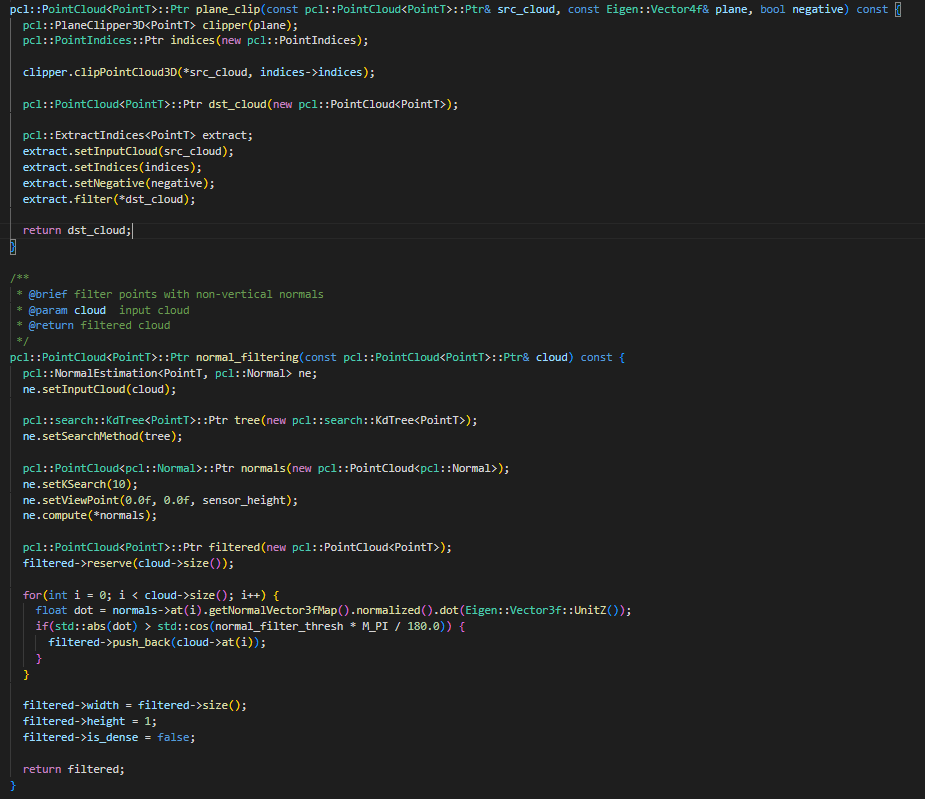 pcl::PointCloud<PointT>::Ptr plane_clip(const pcl::PointCloud<PointT>::Ptr& src_cloud, const Eigen::Vector4f& plane, bool negative) const {
  pcl::PlaneClipper3D<PointT> clipper(plane);
  pcl::PointIndices::Ptr indices(new pcl::PointIndices);

  clipper.clipPointCloud3D(*src_cloud, indices->indices);

  pcl::PointCloud<PointT>::Ptr dst_cloud(new pcl::PointCloud<PointT>);

  pcl::ExtractIndices<PointT> extract;
  extract.setInputCloud(src_cloud);
  extract.setIndices(indices);
  extract.setNegative(negative);
  extract.filter(*dst_cloud);

  return dst_cloud;
}

/**
 * @brief filter points with non-vertical normals
 * @param cloud  input cloud
 * @return filtered cloud
 */
pcl::PointCloud<PointT>::Ptr normal_filtering(const pcl::PointCloud<PointT>::Ptr& cloud) const {
  pcl::NormalEstimation<PointT, pcl::Normal> ne;
  ne.setInputCloud(cloud);

  pcl::search::KdTree<PointT>::Ptr tree(new pcl::search::KdTree<PointT>);
  ne.setSearchMethod(tree);

  pcl::PointCloud<pcl::Normal>::Ptr normals(new pcl::PointCloud<pcl::Normal>);
  ne.setKSearch(10);
  ne.setViewPoint(0.0f, 0.0f, sensor_height);
  ne.compute(*normals);

  pcl::PointCloud<PointT>::Ptr filtered(new pcl::PointCloud<PointT>);
  filtered->reserve(cloud->size());

  for(int i = 0; i < cloud->size(); i++) {
    float dot = normals->at(i).getNormalVector3fMap().normalized().dot(Eigen::Vector3f::UnitZ());
    if(std::abs(dot) > std::cos(normal_filter_thresh * M_PI / 180.0)) {
      filtered->push_back(cloud->at(i));
    }
  }

  filtered->width = filtered->size();
  filtered->height = 1;
  filtered->is_dense = false;

  return filtered;
}